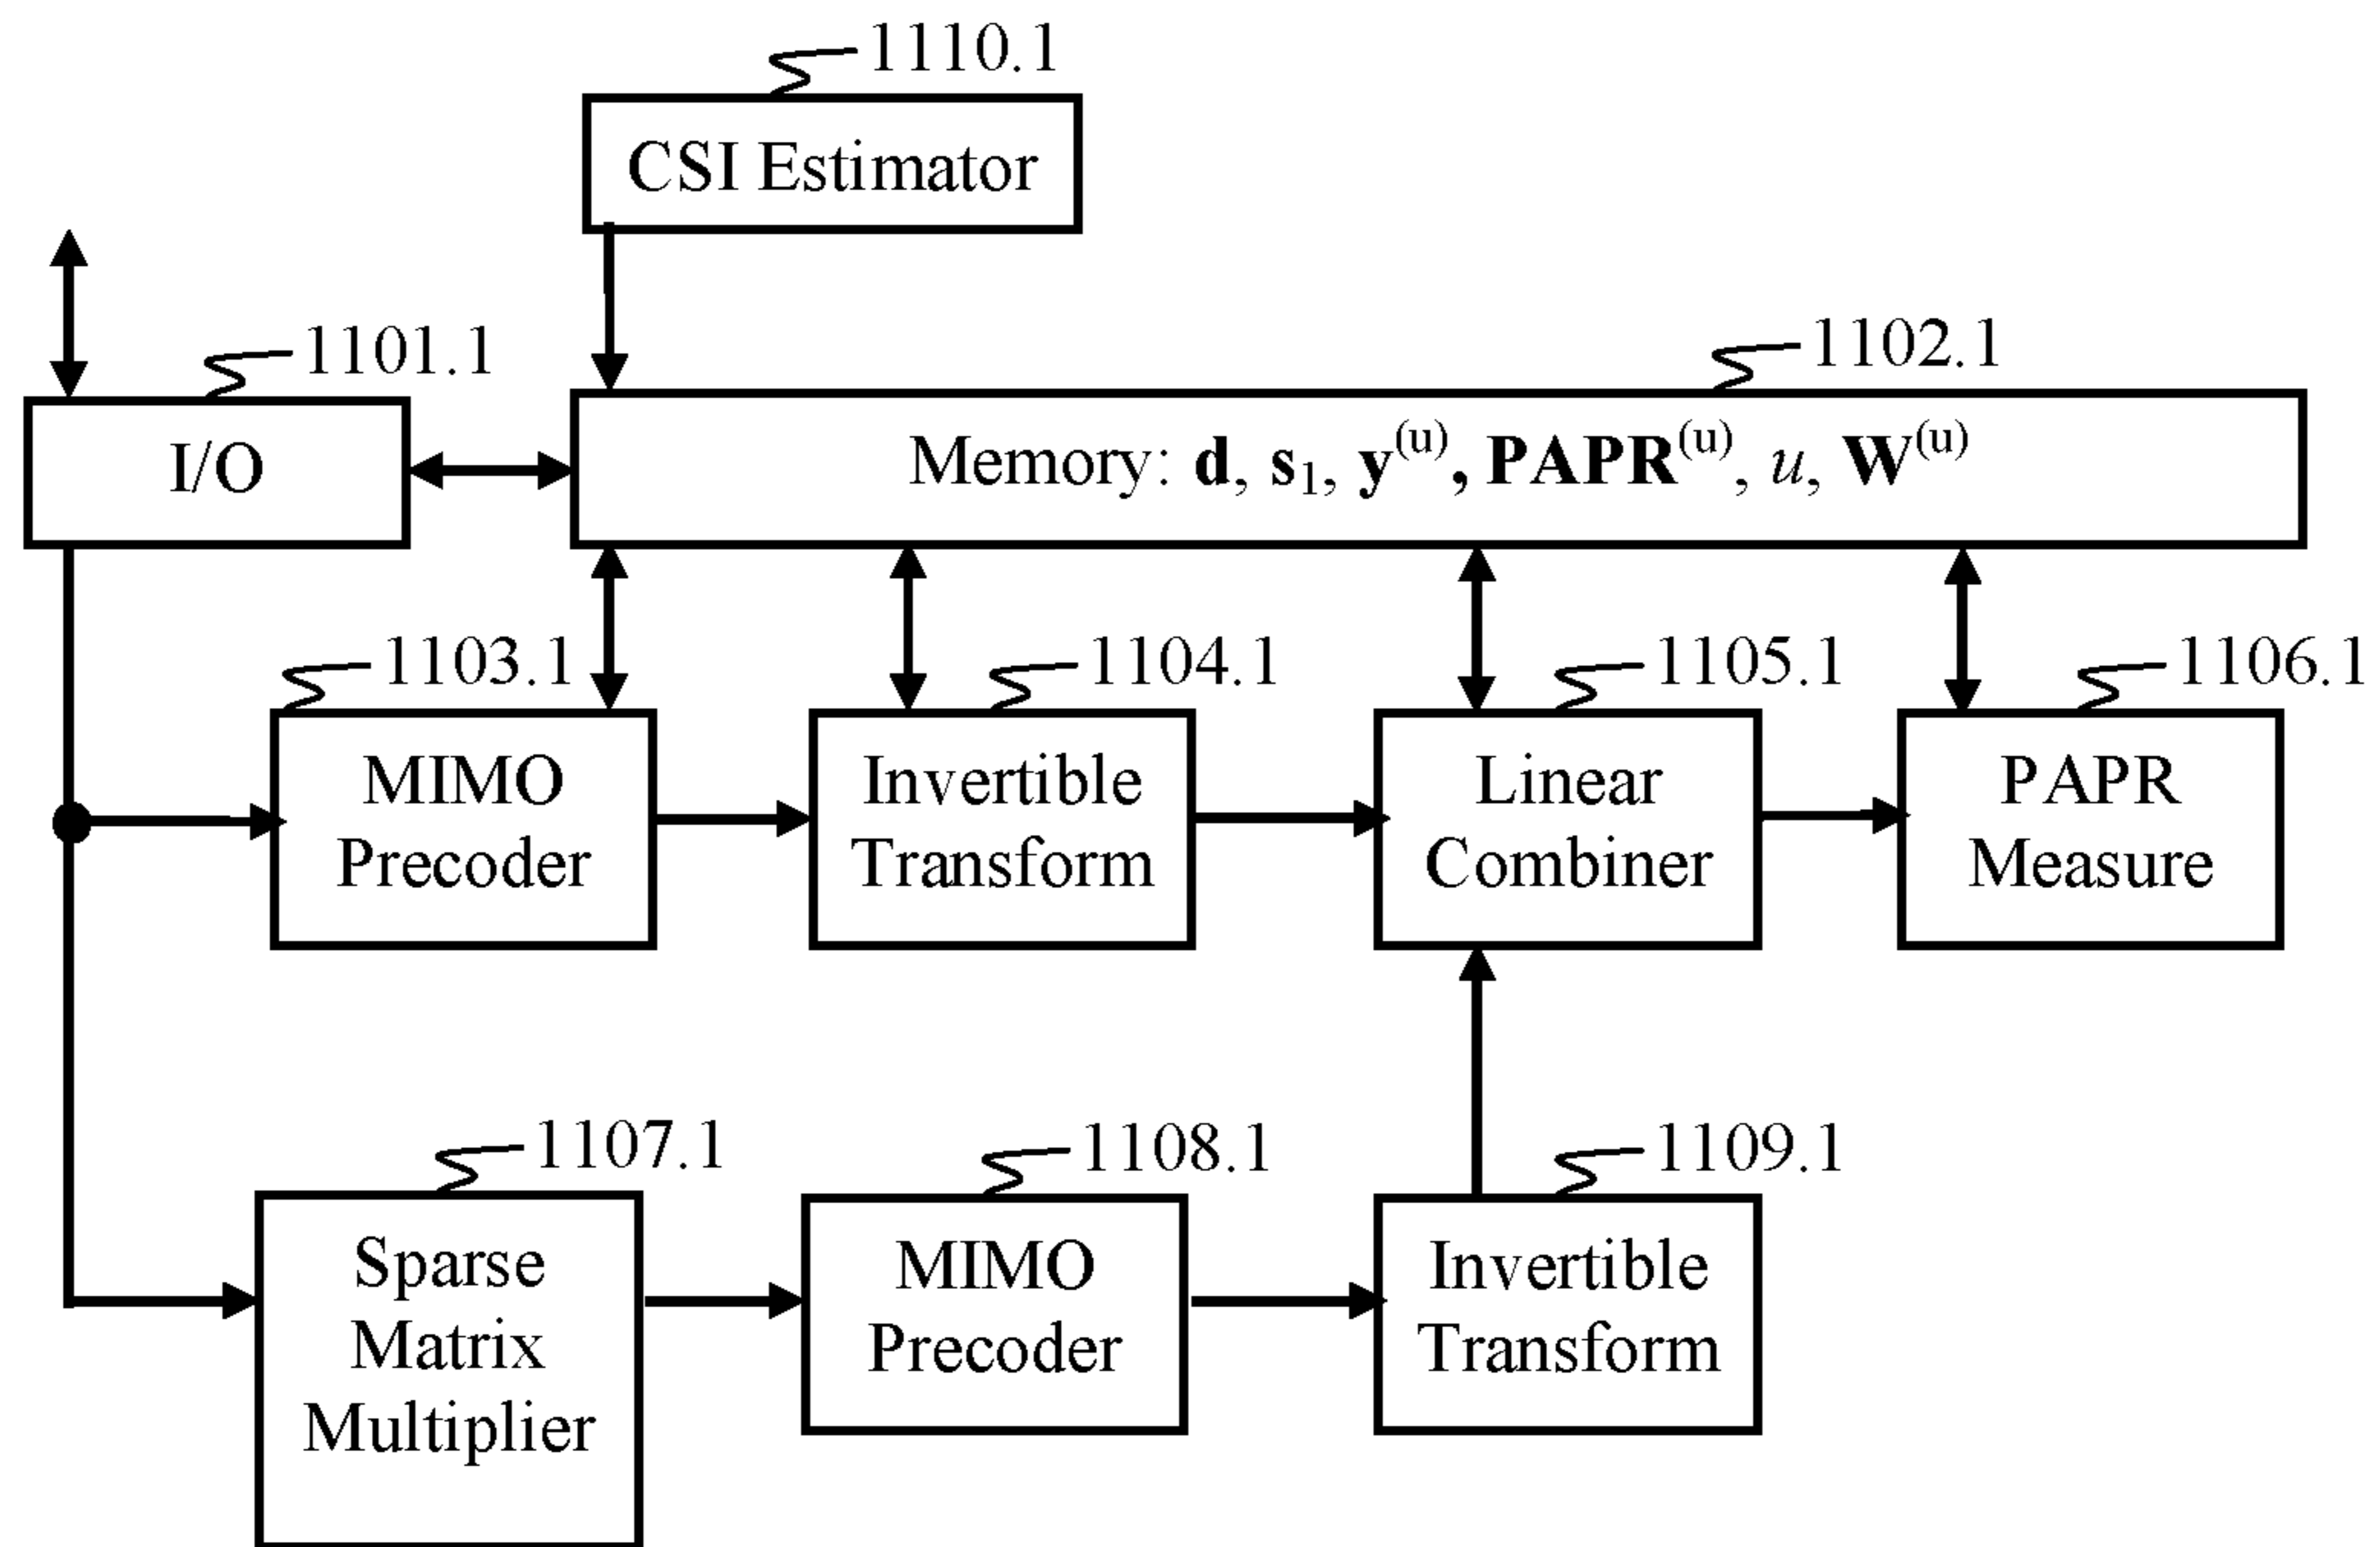 1110.1
CSI Estimator
1101.1
1102.1
I/O
Memory: d, s₁, y⁽ᵘ⁾, PAPR⁽ᵘ⁾, u, W⁽ᵘ⁾
1103.1
1104.1
1105.1
1106.1
MIMO
Precoder
Invertible
Transform
Linear
Combiner
PAPR
Measure
1107.1
1108.1
1109.1
Sparse
Matrix
Multiplier
MIMO
Precoder
Invertible
Transform